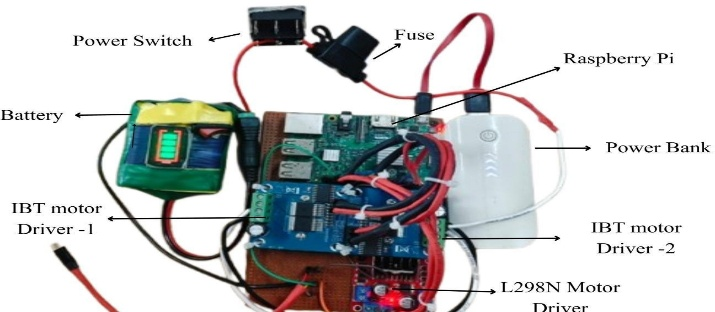 Power Switch
Fuse
Raspberry Pi
Battery
Power Bank
IBT motor
Driver -1
IBT motor
Driver -2
L298N Motor
Driver